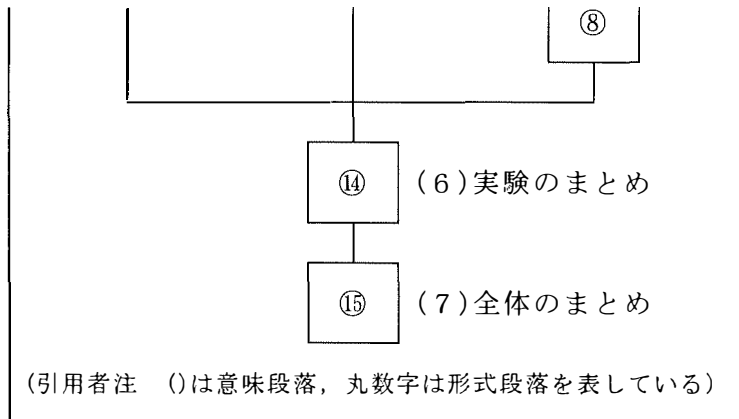 ⑧
⑭ (6)実験のまとめ
⑮ (7)全体のまとめ
(引用者注 ()は意味段落, 丸数字は形式段落を表している)